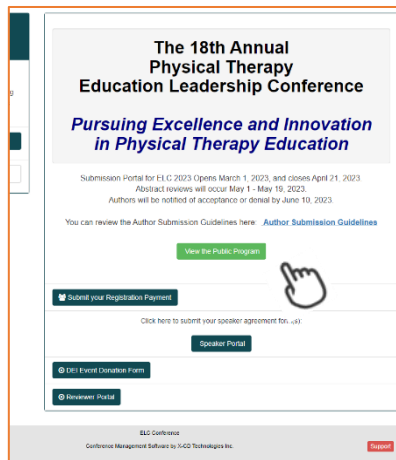 The 18th Annual
Physical Therapy
Education Leadership Conference
Pursuing Excellence and Innovation
in Physical Therapy Education
Submission Portal for ELC 2023 Opens March 1, 2023, and closes April 21, 2023.
Abstract reviews will occur May 1 - May 19, 2023.
Authors will be notified of acceptance or denial by June 10, 2023.
You can review the Author Submission Guidelines here: Author Submission Guidelines
View the Public Program
Submit your Registration Payment
Click here to submit your speaker agreement
Speaker Portal
DEI Event Donation Form
Reviewer Portal
ELC Conference
Conference Management Software by X-CD Technologies Inc.
Support